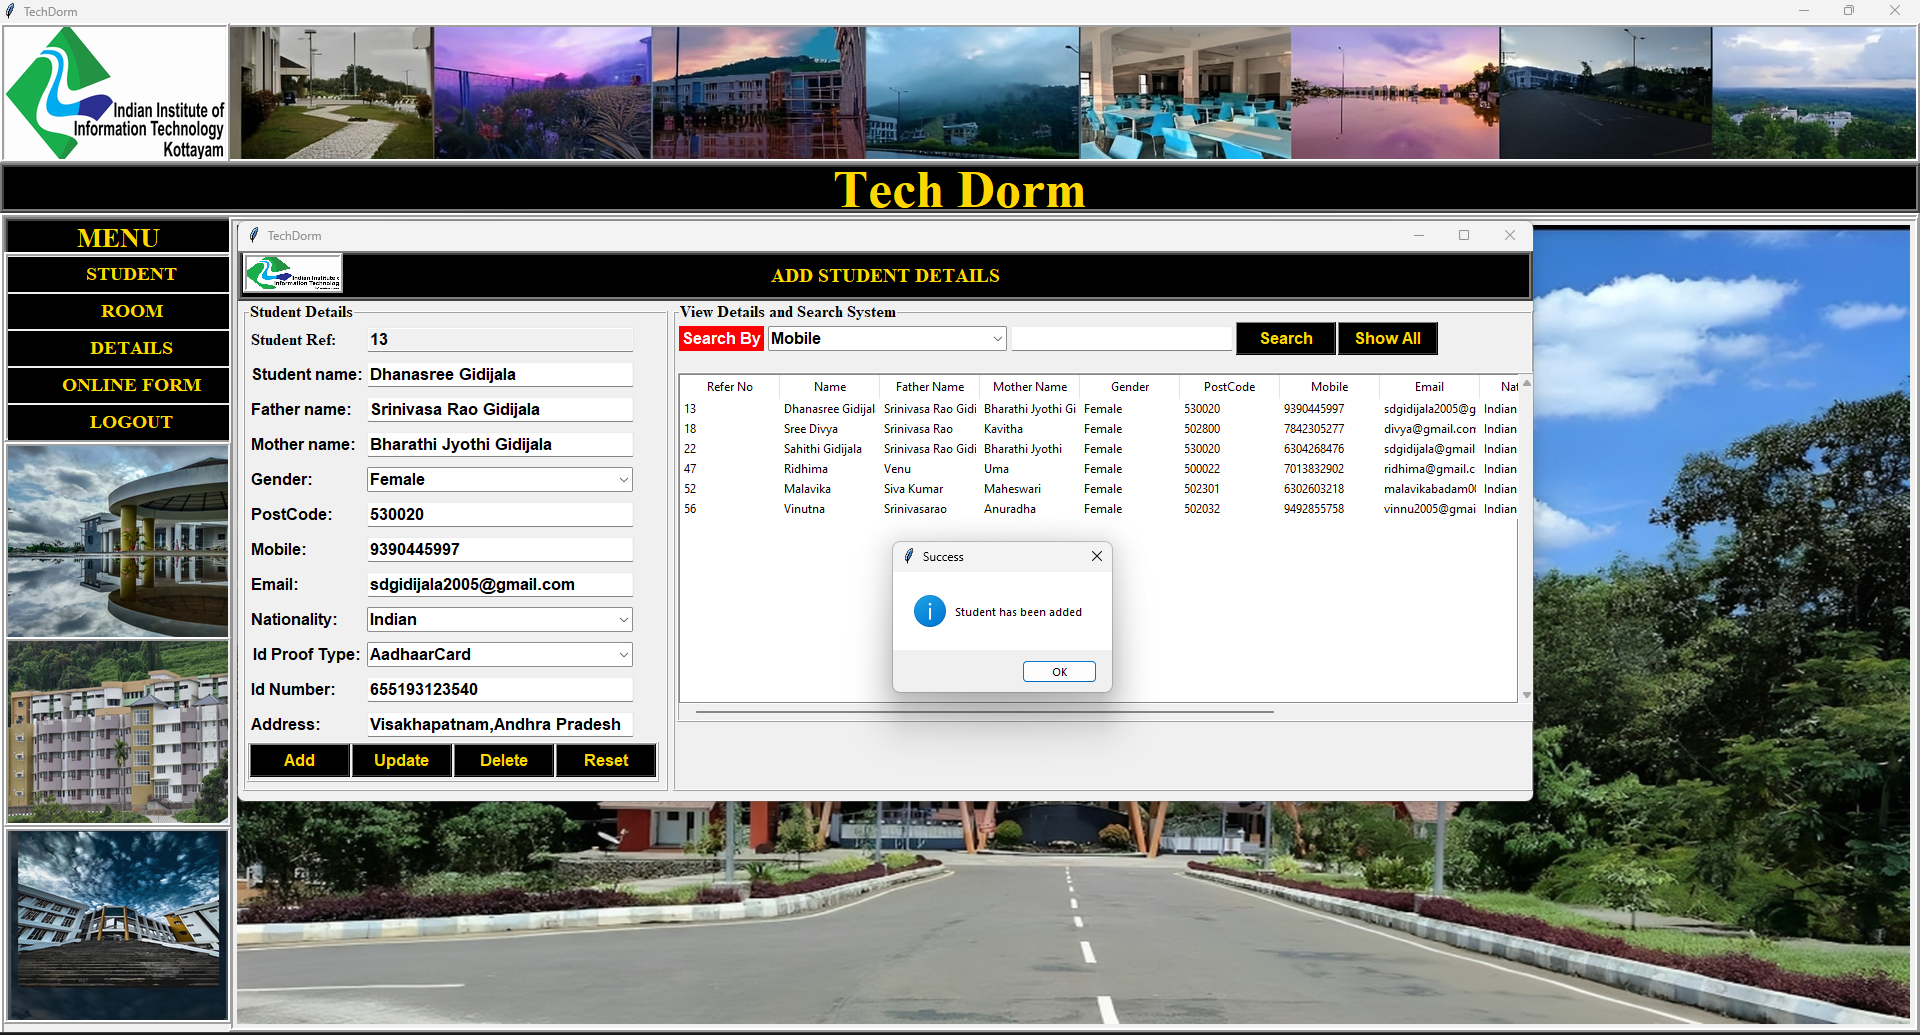 TechDorm
Indian Institute of
Information Technology
Kottayam
Tech Dorm
MENU
STUDENT
ROOM
DETAILS
ONLINE FORM
LOGOUT
TechDorm
Indian Institute
Information Technolog
ADD STUDENT DETAILS
Student Details
Student Ref: 13
Student name: Dhanasree Gidijala
Father name: Srinivasa Rao Gidijala
Mother name: Bharathi Jyothi Gidijala
Gender: Female
PostCode: 530020
Mobile: 9390445997
Email: sdgidijala2005@gmail.com
Nationality: Indian
Id Proof Type: AadhaarCard
Id Number: 655193123540
Address: Visakhapatnam,Andhra Pradesh
Add Update Delete Reset
View Details and Search System
Search By Mobile Search Show All
Refer No Name Father Name Mother Name Gender PostCode Mobile Email Nat
13 Dhanasree Gidijal Srinivasa Rao Gidi Bharathi Jyothi Gi Female 530020 9390445997 sdgidijala2005@g Indian
18 Sree Divya Srinivasa Rao Kavitha Female 502800 7842305277 divya@gmail.com Indian
22 Sahithi Gidijala Srinivasa Rao Gidi Bharathi Jyothi Female 530020 6304268476 sdgidijala@gmail Indian
47 Ridhima Venu Uma Female 500022 7013832902 ridhima@gmail.c Indian
52 Malavika Siva Kumar Maheswari Female 502301 6302603218 malavikabadam0 Indian
56 Vinutna Srinivasarao Anuradha Female 502032 9492855758 vinnu2005@gmai Indian
Success
Student has been added
OK